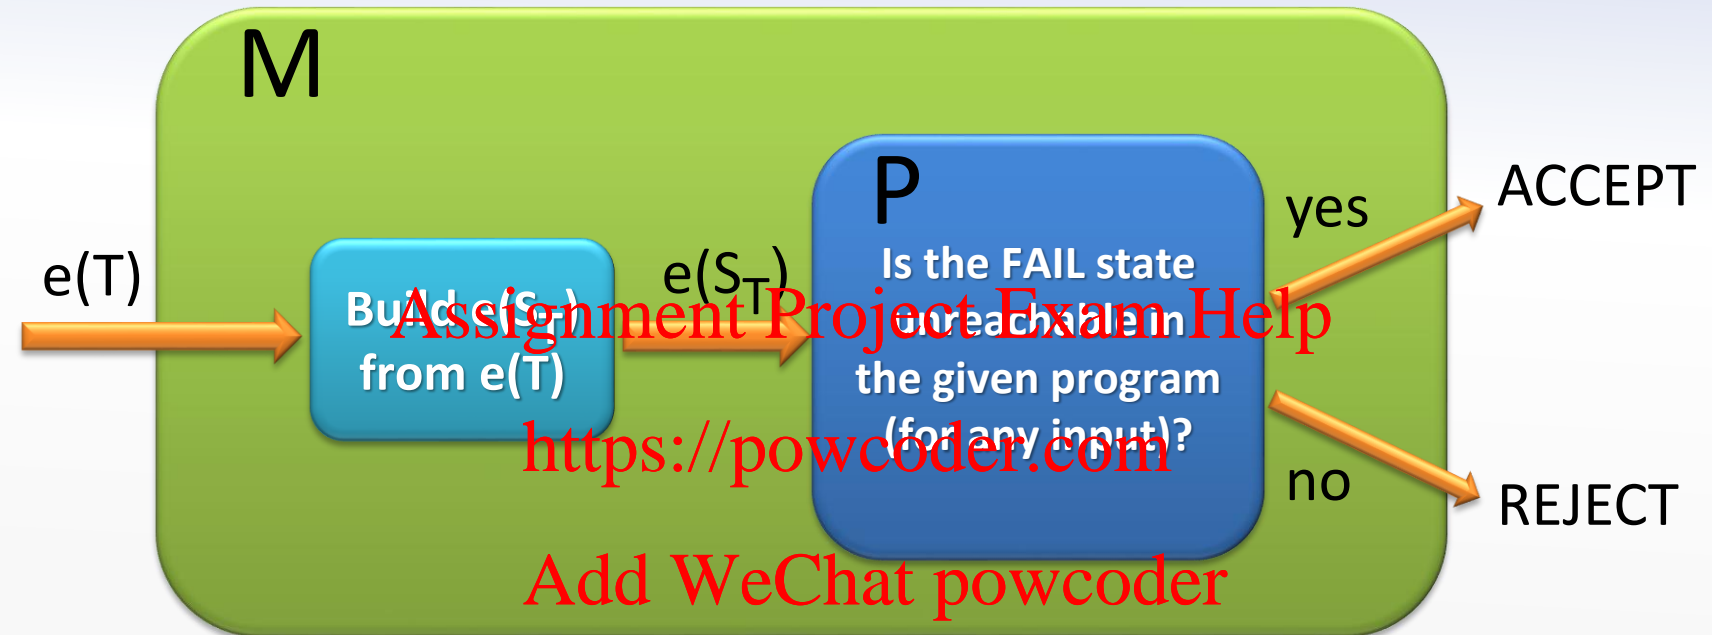 M
P
ACCEPT
yes
e(T)
e(S_T)
Build e(S_T)
from e(T)
Is the FAIL state
unreachable in
the given program
(for any input)?
no
REJECT
Assignment Project Exam Help
https://powcoder.com
Add WeChat powcoder